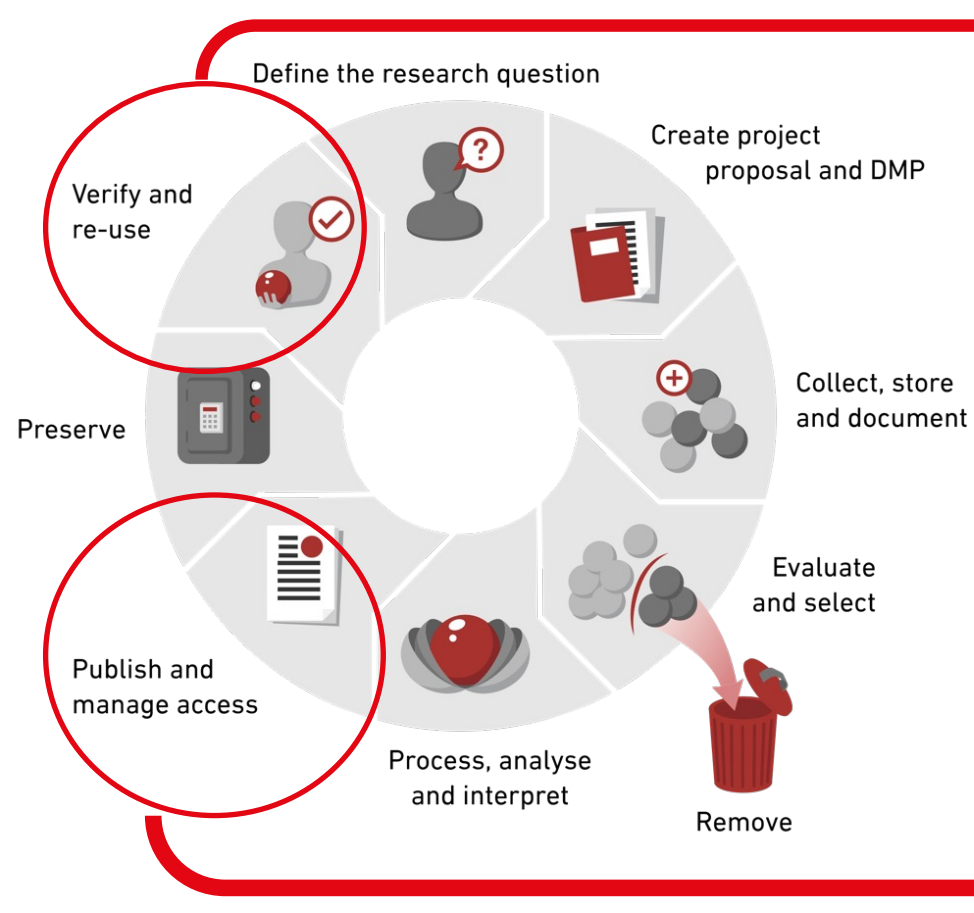 Define the research question
Create project
proposal and DMP
Collect, store
and document
Evaluate
and select
Remove
Process, analyse
and interpret
Publish and
manage access
Preserve
Verify and
re-use
?